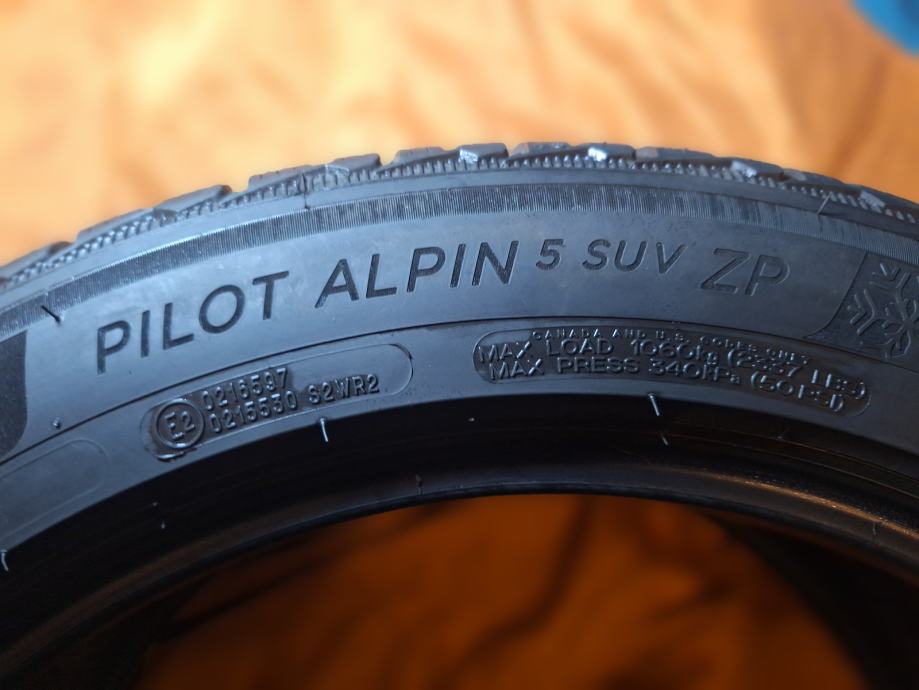 PILOT ALPIN 5 SUV ZP
E2
0216597
0215530 S2WR2
CANADA AND U.S. CODES ONLY
MAX LOAD 1060kg (2337 LBS)
MAX PRESS 340kPa (50PSI)